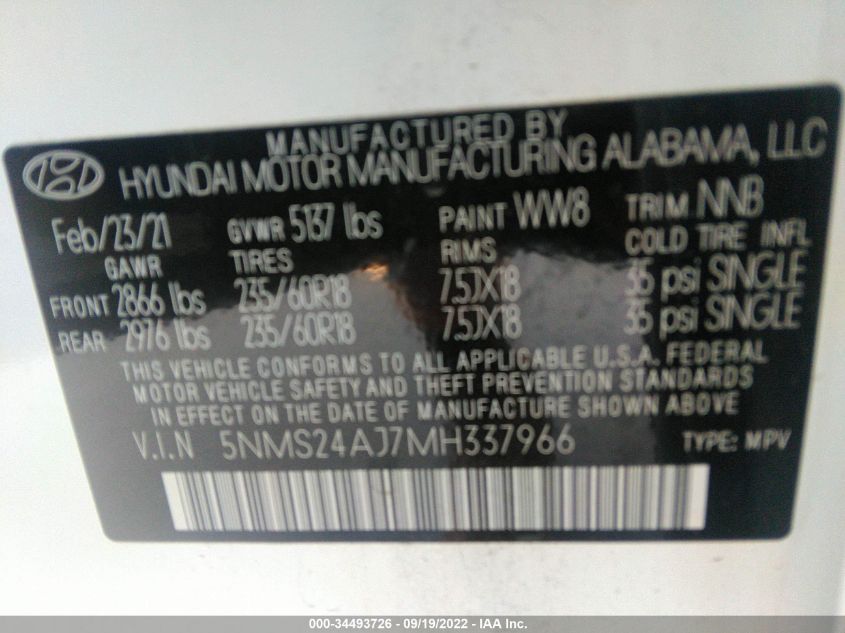 MANUFACTURED BY
HYUNDAI MOTOR MANUFACTURING ALABAMA, LLC
Feb/23/21 GVWR 5137 lbs PAINT WW8 TRIM NNB
GAWR TIRES RIMS COLD TIRE INFL
FRONT 2866 lbs 235/60R18 7.5JX18 35 psi SINGLE
REAR 2976 lbs 235/60R18 7.5JX18 35 psi SINGLE
THIS VEHICLE CONFORMS TO ALL APPLICABLE U.S.A. FEDERAL
MOTOR VEHICLE SAFETY AND THEFT PREVENTION STANDARDS
IN EFFECT ON THE DATE OF MANUFACTURE SHOWN ABOVE
V.I.N 5NMS24AJ7MH337966 TYPE: MPV
000-34493726 - 09/19/2022 - IAA Inc.